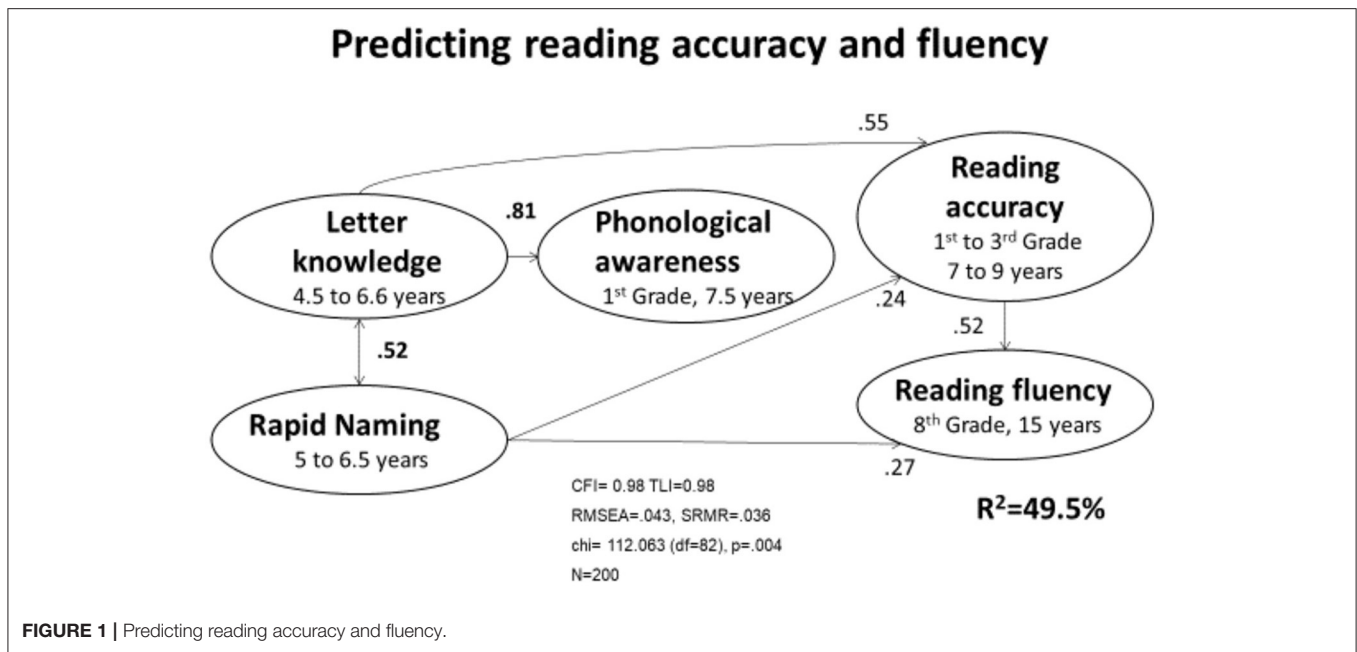 Predicting reading accuracy and fluency
.55
Reading
accuracy
1st to 3rd Grade
7 to 9 years
Letter
knowledge
4.5 to 6.6 years
.81
Phonological
awareness
1st Grade, 7.5 years
.24
.52
.52
Rapid Naming
5 to 6.5 years
Reading fluency
8th Grade, 15 years
.27
CFI= 0.98 TLI=0.98
RMSEA=.043, SRMR=.036
chi= 112.063 (df=82), p=.004
N=200
R²=49.5%
FIGURE 1 | Predicting reading accuracy and fluency.